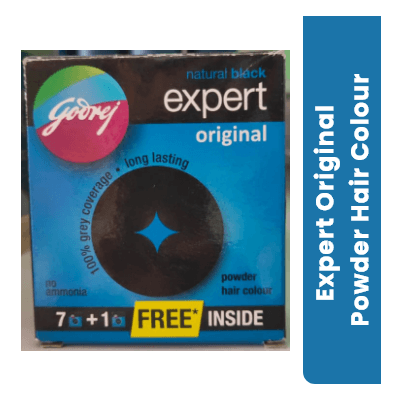 natural black
Godrej
expert
original
100% grey coverage • long lasting
no
ammonia
powder
hair colour
7 + 1 FREE* INSIDE
Expert Original
Powder Hair Colour